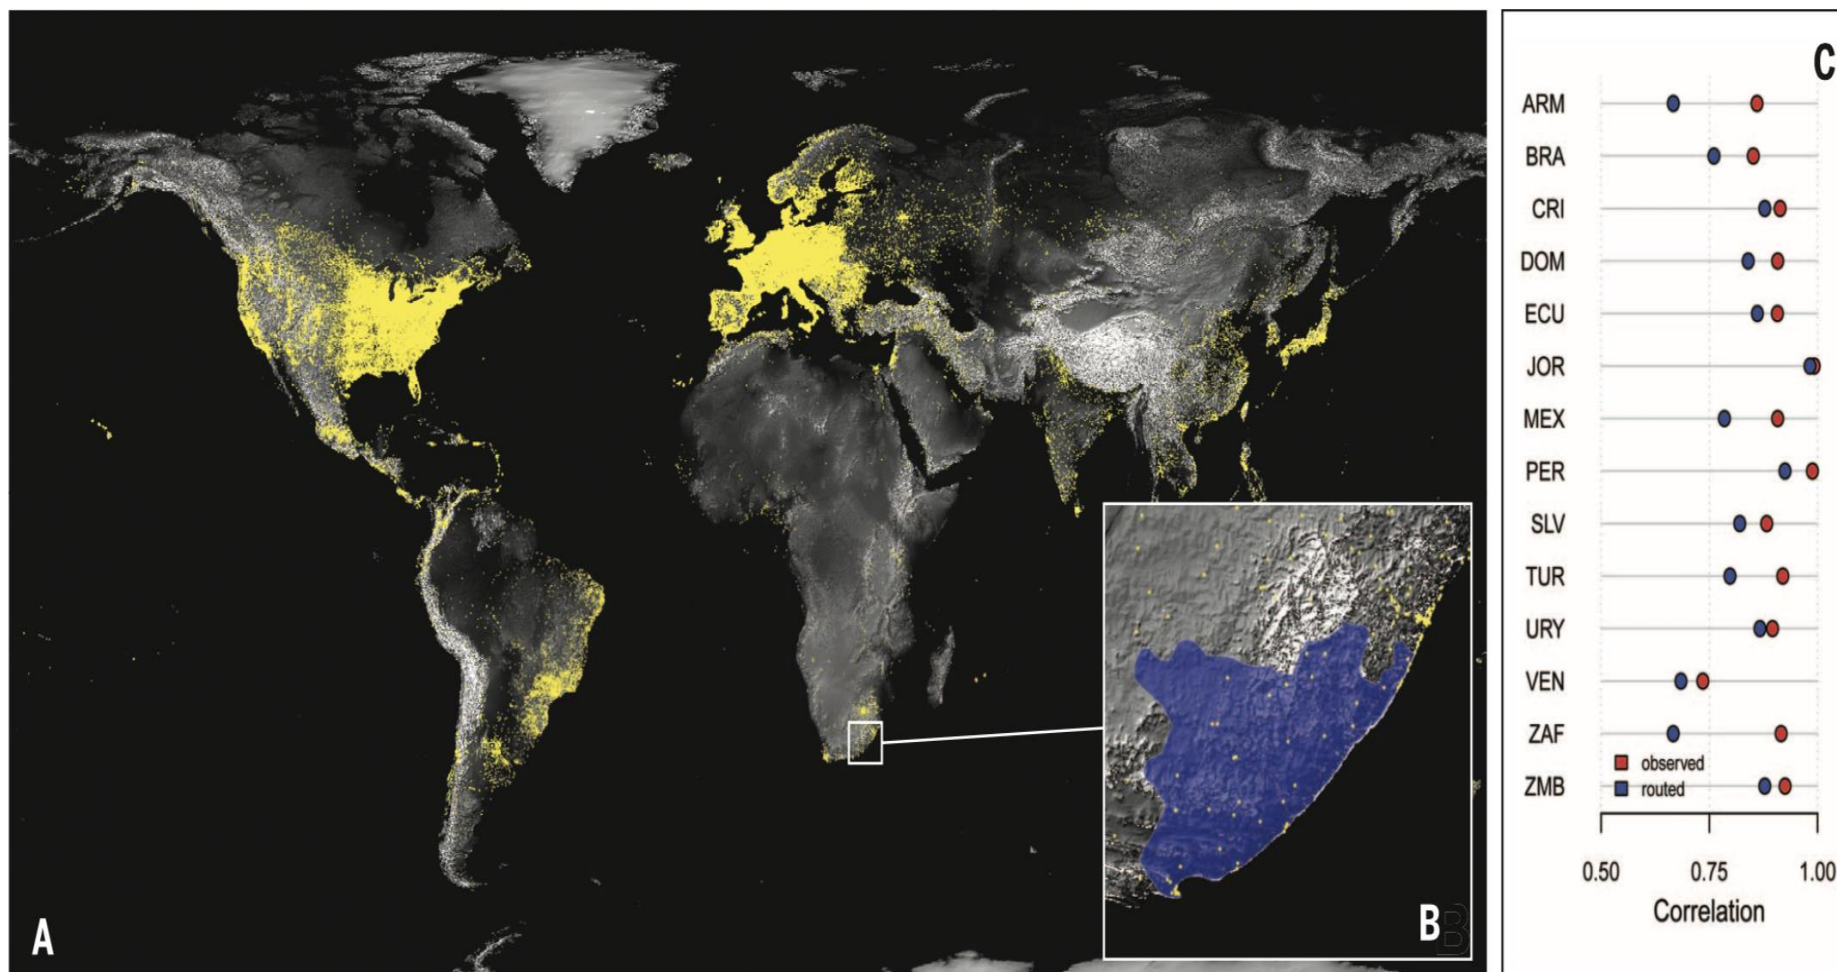 A
B
C
ARM
BRA
CRI
DOM
ECU
JOR
MEX
PER
SLV
TUR
URY
VEN
ZAF
ZMB
observed
routed
0.50 0.75 1.00
Correlation